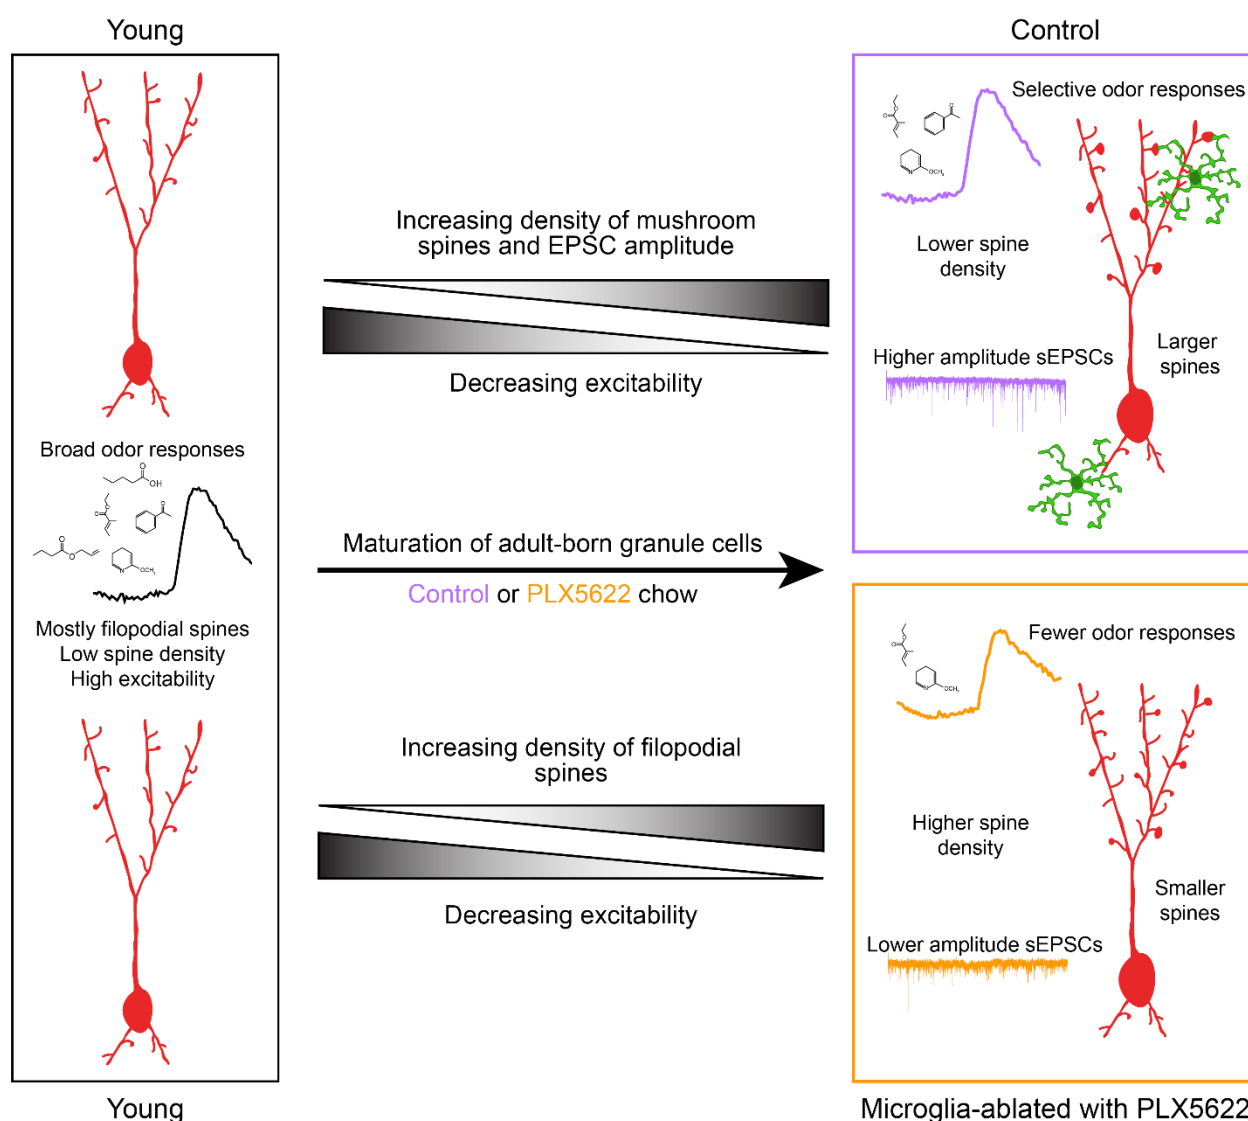 Young
Control
Selective odor responses
O
O
O
N
OCH₃
Increasing density of mushroom
spines and EPSC amplitude
Lower spine
density
Higher amplitude sEPSCs
Larger
spines
Decreasing excitability
Broad odor responses
O
OH
O
O
O
O
O
N
OCH₃
Maturation of adult-born granule cells
Control or PLX5622 chow
Mostly filopodial spines
Low spine density
High excitability
Fewer odor responses
O
O
N
OCH₃
Increasing density of filopodial
spines
Higher spine
density
Smaller
spines
Decreasing excitability
Lower amplitude sEPSCs
Young
Microglia-ablated with PLX5622